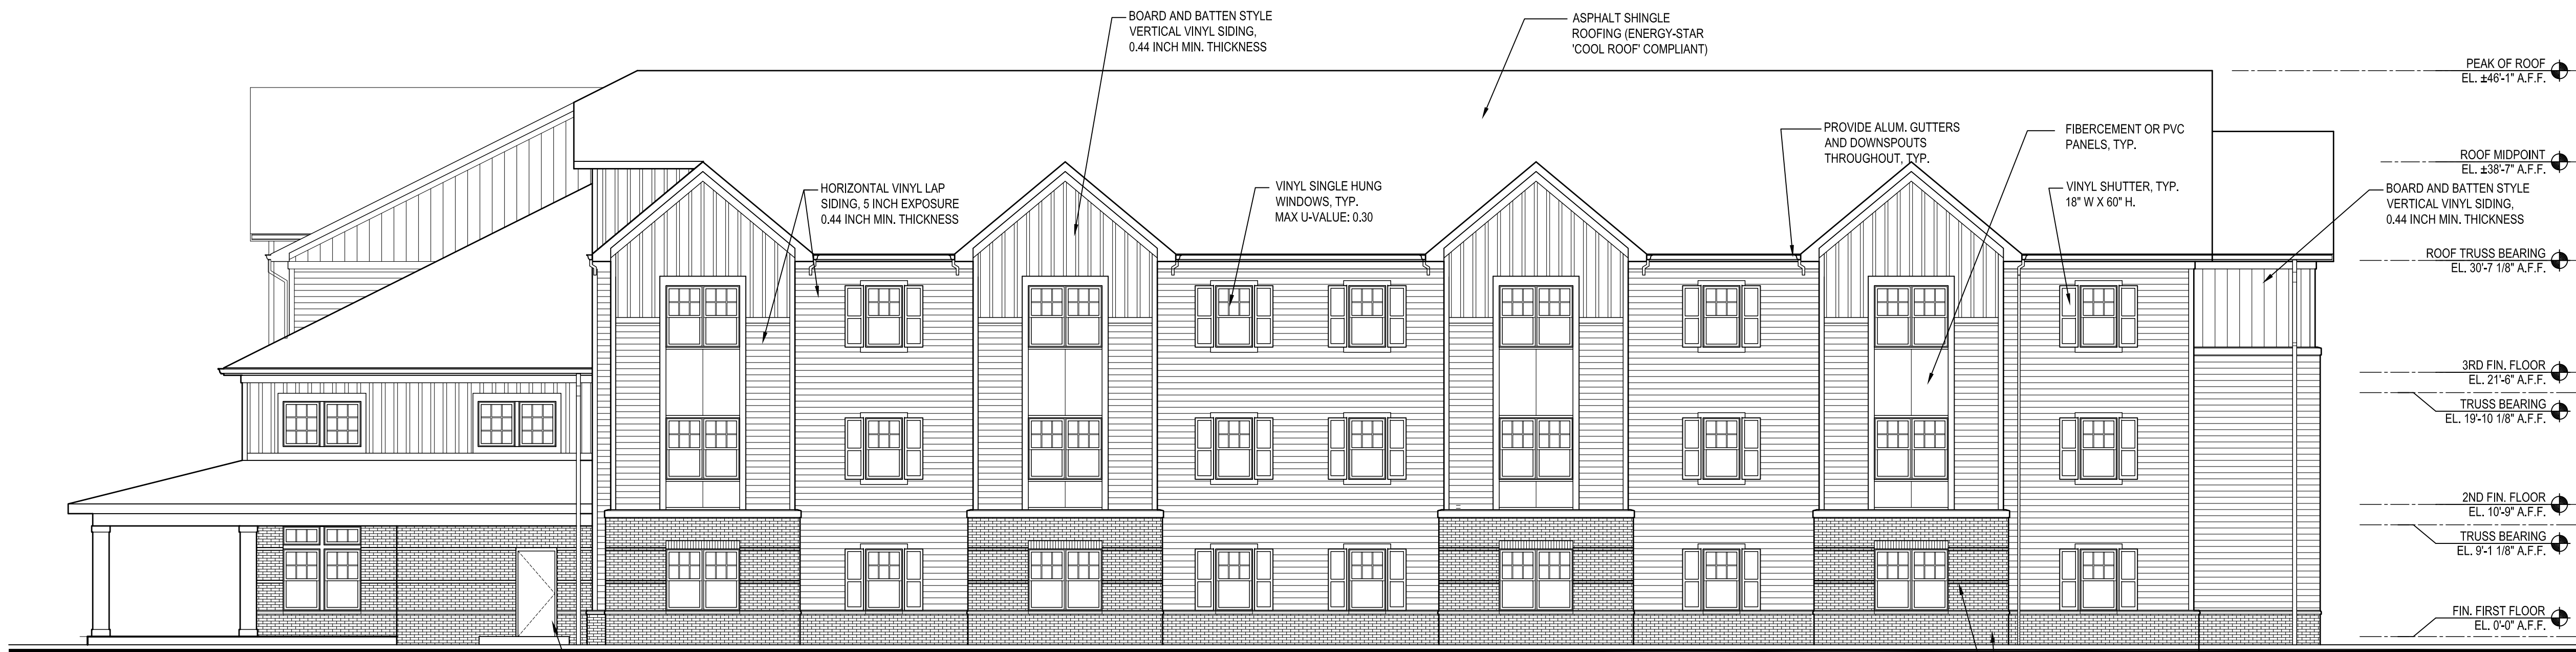 BOARD AND BATTEN STYLE
VERTICAL VINYL SIDING,
0.44 INCH MIN. THICKNESS
ASPHALT SHINGLE
ROOFING (ENERGY-STAR
'COOL ROOF' COMPLIANT)
PEAK OF ROOF
EL. ±46'-1" A.F.F.
PROVIDE ALUM. GUTTERS
AND DOWNSPOUTS
THROUGHOUT, TYP.
FIBERCEMENT OR PVC
PANELS, TYP.
ROOF MIDPOINT
EL. ±38'-7" A.F.F.
HORIZONTAL VINYL LAP
SIDING, 5 INCH EXPOSURE
0.44 INCH MIN. THICKNESS
VINYL SINGLE HUNG
WINDOWS, TYP.
MAX U-VALUE: 0.30
VINYL SHUTTER, TYP.
18" W X 60" H.
BOARD AND BATTEN STYLE
VERTICAL VINYL SIDING,
0.44 INCH MIN. THICKNESS
ROOF TRUSS BEARING
EL. 30'-7 1/8" A.F.F.
3RD FIN. FLOOR
EL. 21'-6" A.F.F.
TRUSS BEARING
EL. 19'-10 1/8" A.F.F.
2ND FIN. FLOOR
EL. 10'-9" A.F.F.
TRUSS BEARING
EL. 9'-1 1/8" A.F.F.
FIN. FIRST FLOOR
EL. 0'-0" A.F.F.